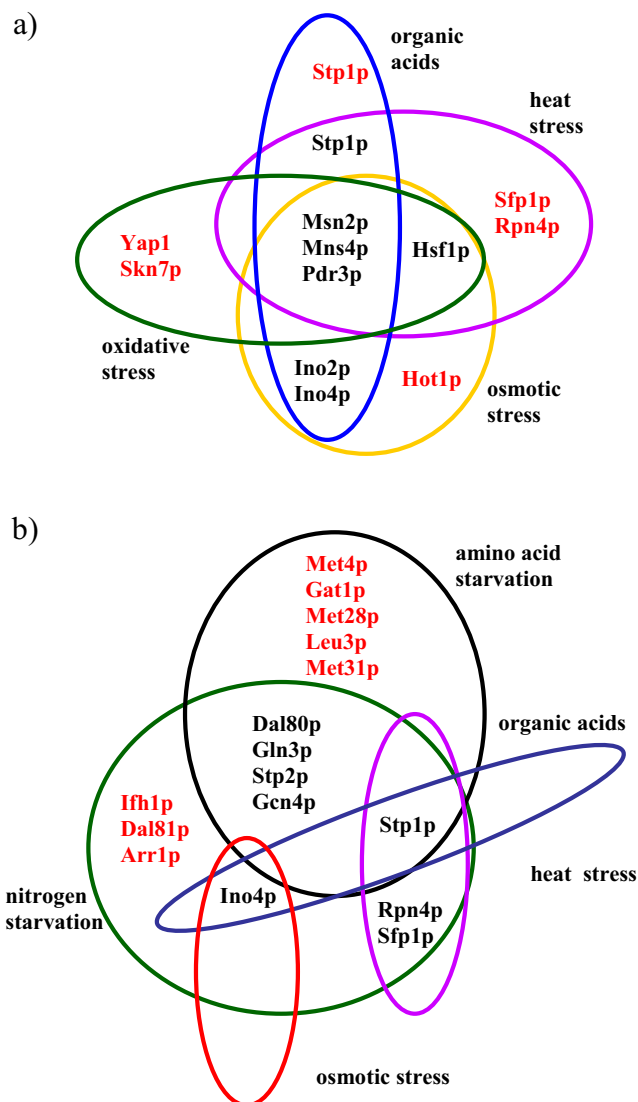 a)
organic
acids
Stp1p
heat
stress
Stp1p
Sfp1p
Rpn4p
Msn2p
Mns4p
Pdr3p
Hsf1p
Yap1
Skn7p
oxidative
stress
Ino2p
Ino4p
Hot1p
osmotic
stress
b)
amino acid
starvation
Met4p
Gat1p
Met28p
Leu3p
Met31p
organic acids
Dal80p
Gln3p
Stp2p
Gcn4p
Ifh1p
Dal81p
Arr1p
Stp1p
heat stress
nitrogen
starvation
Ino4p
Rpn4p
Sfp1p
osmotic stress